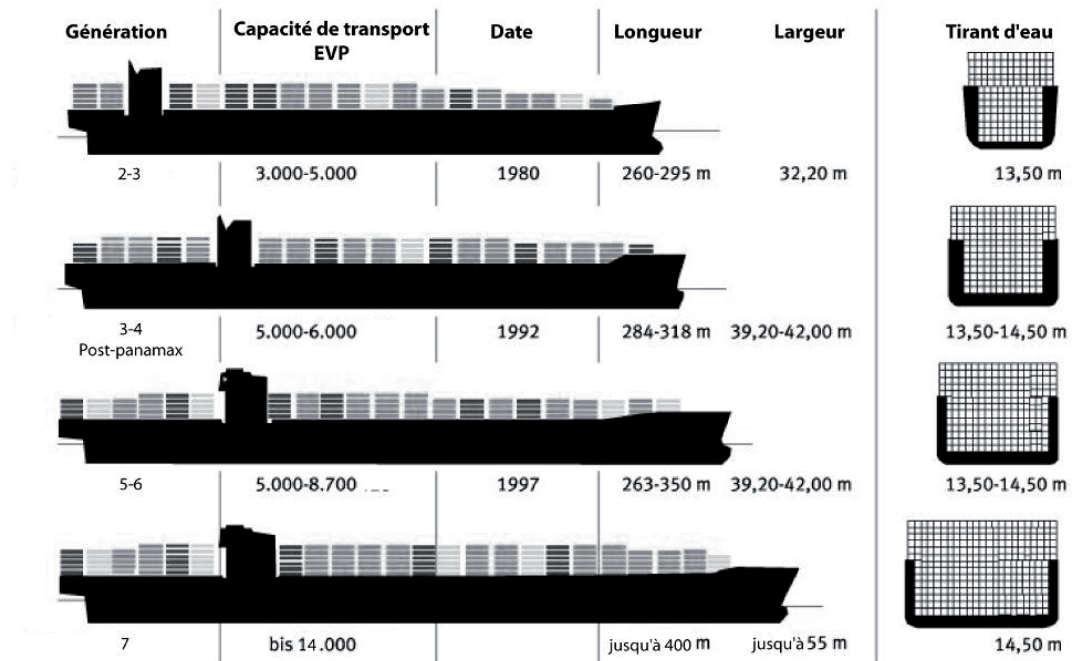 Génération Capacité de transport Date Longueur Largeur Tirant d'eau
EVP
2-3 3.000-5.000 1980 260-295 m 32,20 m 13,50 m
3-4 5.000-6.000 1992 284-318 m 39,20-42,00 m 13,50-14,50 m
Post-panamax
5-6 5.000-8.700 1997 263-350 m 39,20-42,00 m 13,50-14,50 m
7 bis 14.000 jusqu'à 400 m jusqu'à 55 m 14,50 m